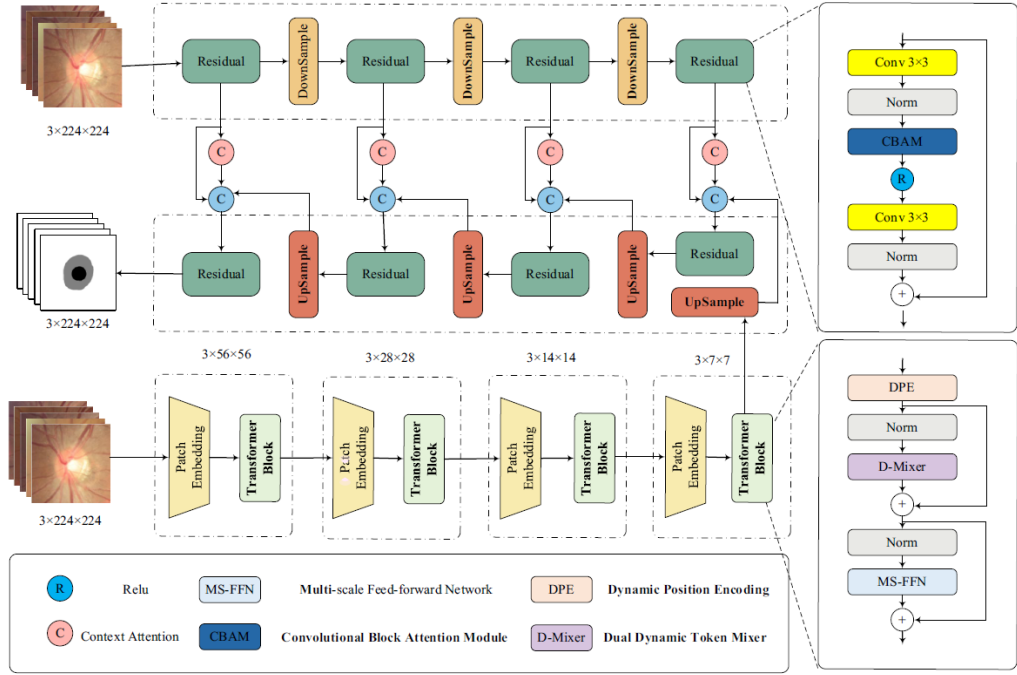 Residual
DownSample
Residual
DownSample
Residual
DownSample
Residual
3×224×224
C
C
C
C
C
C
C
C
Residual
UpSample
Residual
UpSample
Residual
UpSample
Residual
UpSample
3×224×224
3×56×56
3×28×28
3×14×14
3×7×7
Patch
Embedding
Transformer
Block
Patch
Embedding
Transformer
Block
Patch
Embedding
Transformer
Block
Patch
Embedding
Transformer
Block
3×224×224
Conv 3×3
Norm
CBAM
R
Conv 3×3
Norm
+
DPE
Norm
D-Mixer
+
Norm
MS-FFN
+
R Relu MS-FFN Multi-scale Feed-forward Network DPE Dynamic Position Encoding
C Context Attention CBAM Convolutional Block Attention Module D-Mixer Dual Dynamic Token Mixer